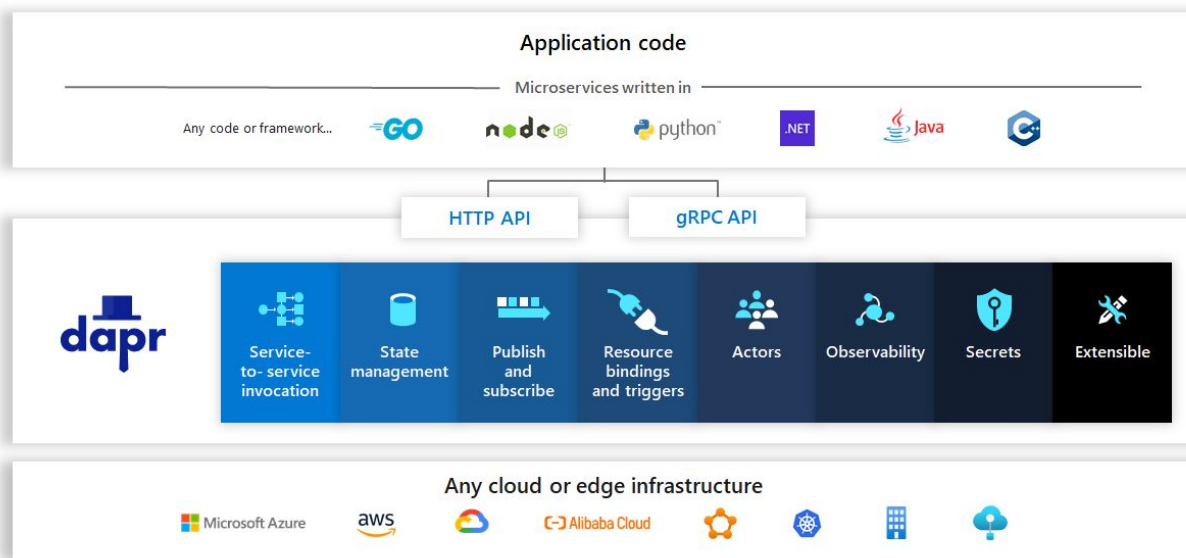 Application code
Microservices written in
Any code or framework...
GO
node JS
python™
.NET
Java
C++
HTTP API
gRPC API
dapr
Service-
to- service
invocation
State
management
Publish
and
subscribe
Resource
bindings
and triggers
Actors
Observability
Secrets
Extensible
Any cloud or edge infrastructure
Microsoft Azure
aws
Alibaba Cloud